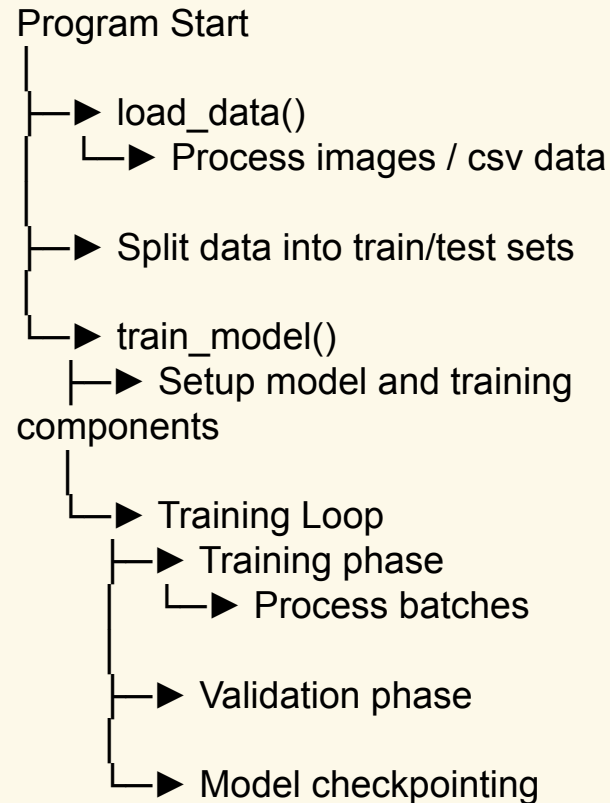 Program Start
│
├─► load_data()
│   └─► Process images / csv data
│
├─► Split data into train/test sets
│
└─► train_model()
    ├─► Setup model and training
components
    │
    └─► Training Loop
        ├─► Training phase
        │   └─► Process batches
        │
        ├─► Validation phase
        │
        └─► Model checkpointing